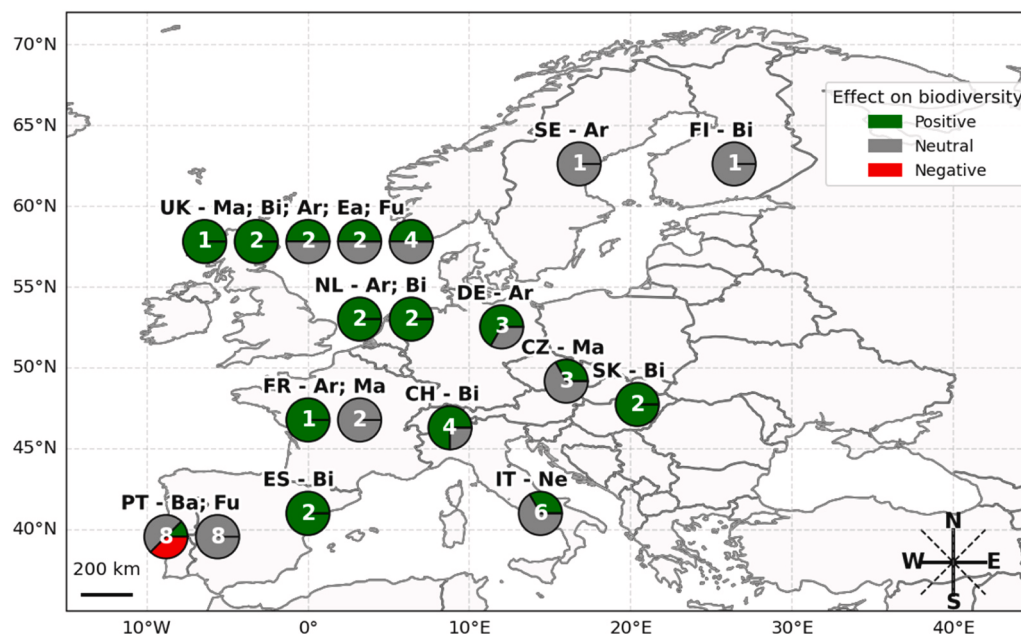 70°N
65°N
60°N
55°N
50°N
45°N
40°N
Effect on biodiversity
Positive
Neutral
Negative
SE - Ar
1
FI - Bi
1
UK - Ma; Bi; Ar; Ea; Fu
1 2 2 2 4
NL - Ar; Bi
2 2
DE - Ar
3
CZ - Ma
3
SK - Bi
2
FR - Ar; Ma
1 2
CH - Bi
4
ES - Bi
2
IT - Ne
6
PT - Ba; Fu
8 8
200 km
N
W E
S
10°W 0° 10°E 20°E 30°E 40°E